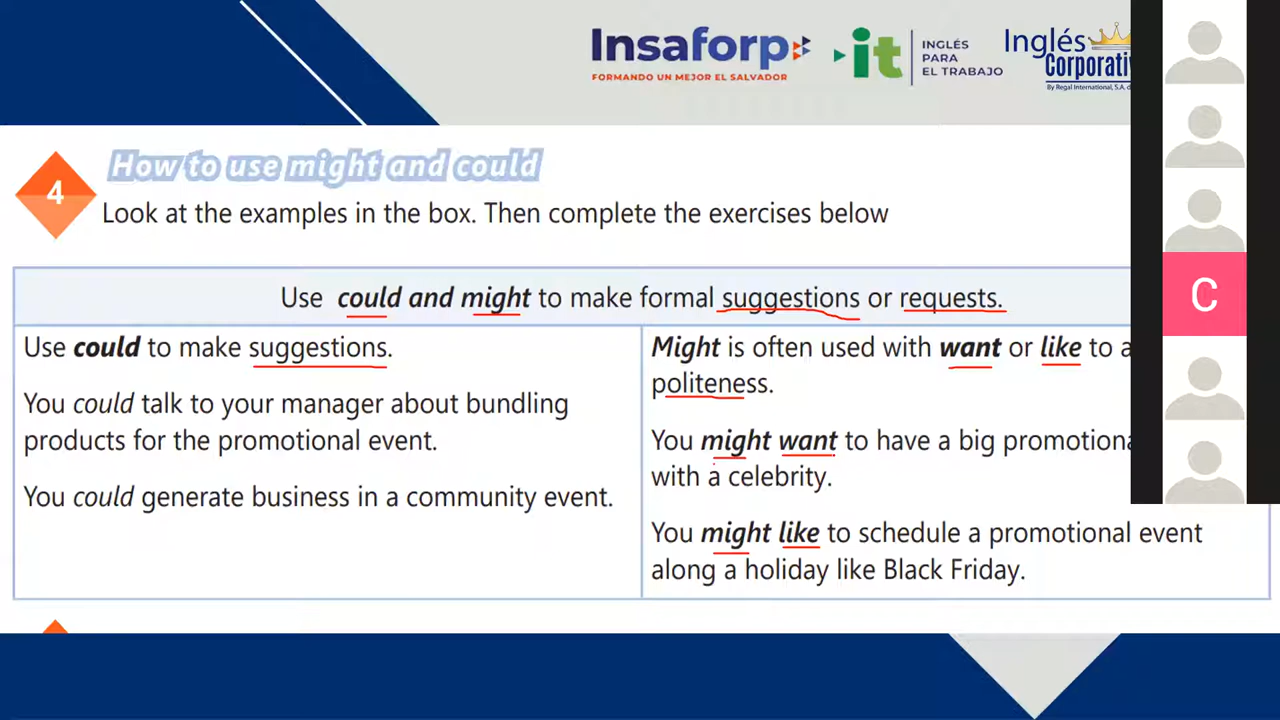 Insaforp
FORMANDO UN MEJOR EL SALVADOR
it
INGLÉS
PARA
EL TRABAJO
Inglés
By Regal International, S.A.
4
How to use might and could
Look at the examples in the box. Then complete the exercises below
Use could and might to make formal suggestions or requests.
Use could to make suggestions.
You could talk to your manager about bundling
products for the promotional event.
You could generate business in a community event.
Might is often used with want or like to
politeness.
You might want to have a big
with a celebrity.
You might like to schedule a promotional event
along a holiday like Black Friday.
C